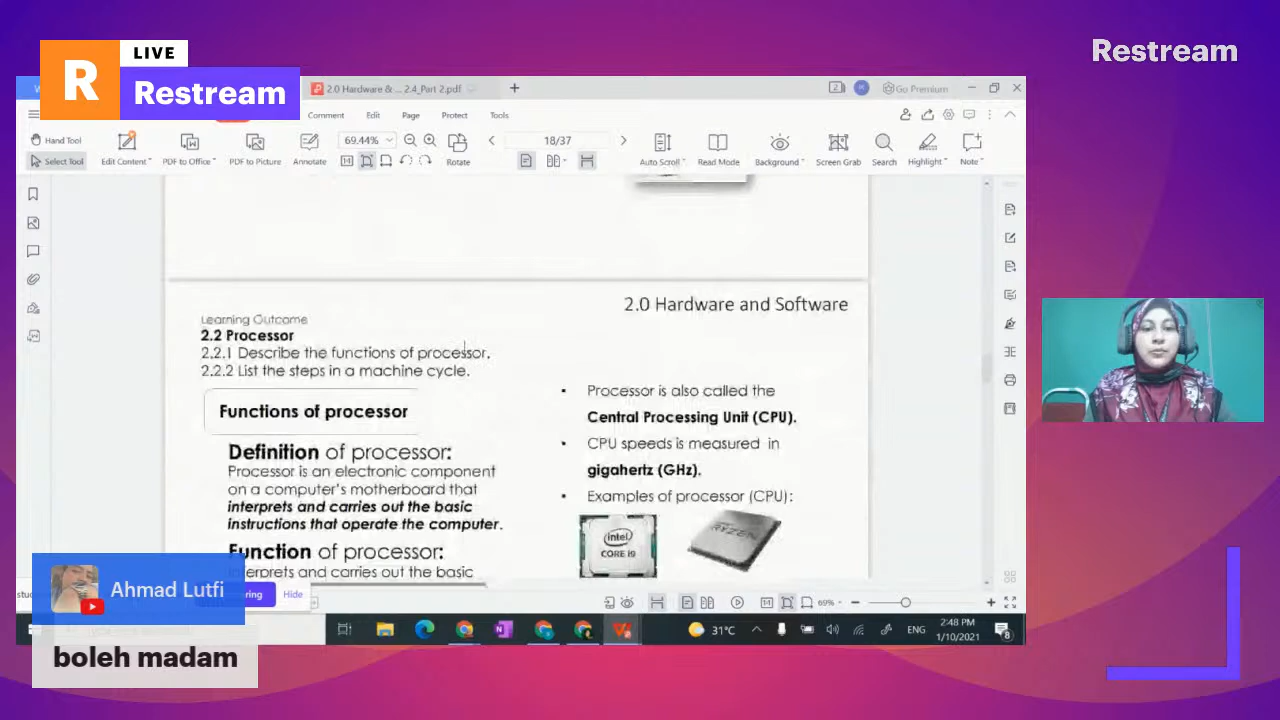 R
LIVE
Restream
Restream
2.0 Hardware & ... 2.4_Part 2.pdf
Go Premium
Comment Edit Page Protect Tools
Hand Tool
69.44%
18/37
Select Tool
Edit Content
PDF to Office
PDF to Picture
Annotate
Rotate
Auto Scroll
Read Mode
Background
Screen Grab
Search
Highlight
Note
2.0 Hardware and Software
Learning Outcome
2.2 Processor
2.2.1 Describe the functions of processor.
2.2.2 List the steps in a machine cycle.
Functions of processor
Definition of processor:
Processor is an electronic component
on a computer's motherboard that
interprets and carries out the basic
instructions that operate the computer.
Function of processor:
Interprets and carries out the basic
• Processor is also called the
Central Processing Unit (CPU).
• CPU speeds is measured in
gigahertz (GHz).
• Examples of processor (CPU):
intel
CORE i9
RYZEN
Hide
69%
31°C
ENG
2:48 PM
1/10/2021
8
Ahmad Lutfi
boleh madam